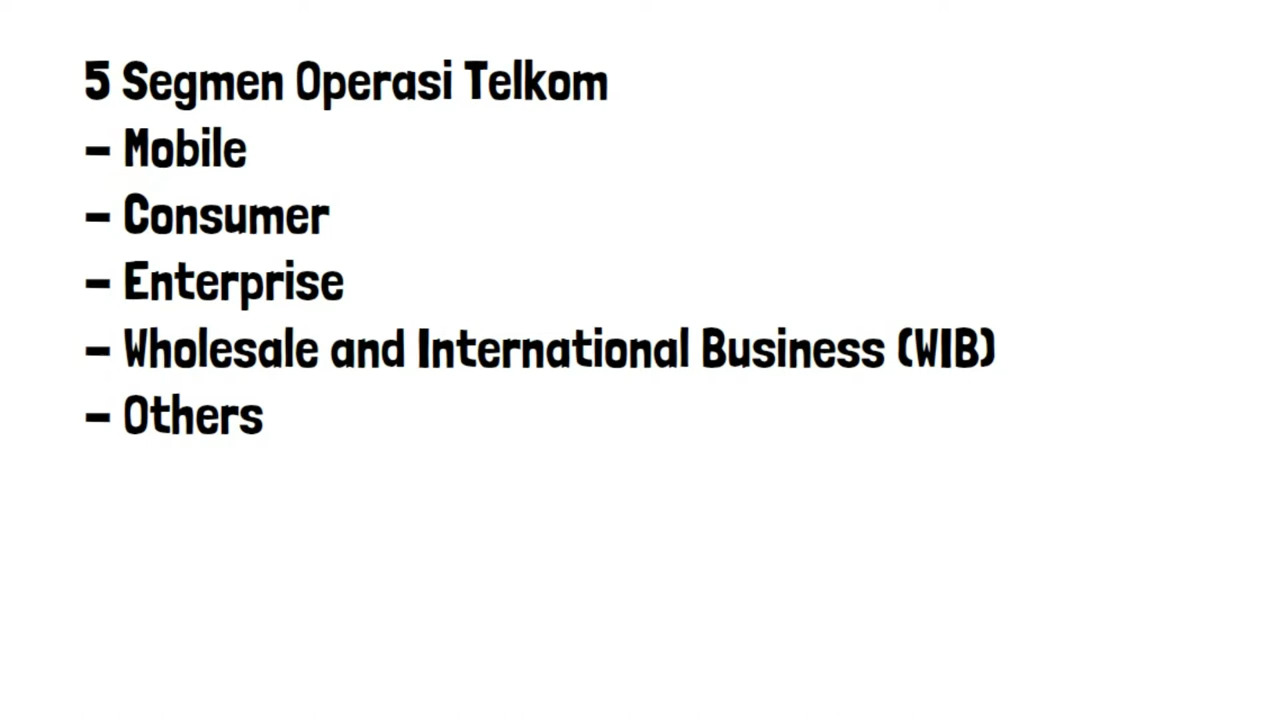 5 Segmen Operasi Telkom
- Mobile
- Consumer
- Enterprise
- Wholesale and International Business (WIB)
- Others